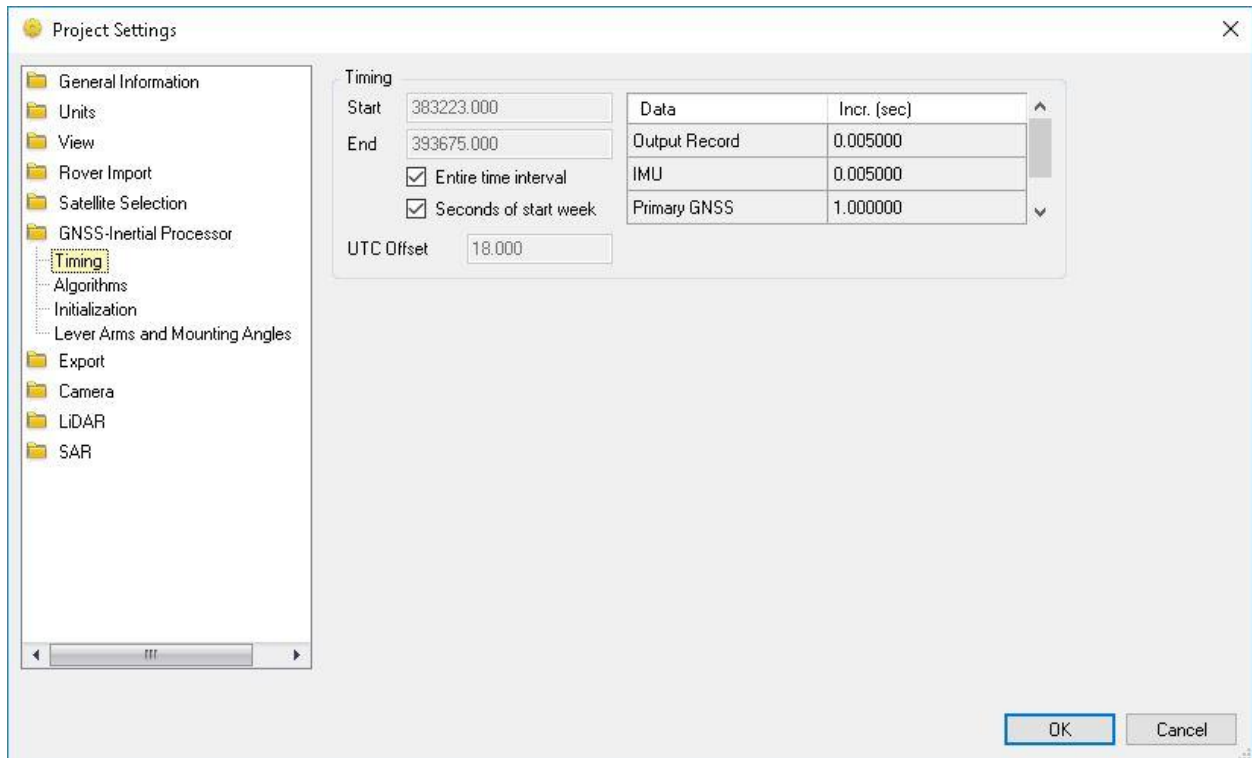 Project Settings
General Information
Units
View
Rover Import
Satellite Selection
GNSS-Inertial Processor
Timing
Algorithms
Initialization
Lever Arms and Mounting Angles
Export
Camera
LiDAR
SAR
Timing
Start 383223.000
End 393675.000
Entire time interval
Seconds of start week
UTC Offset 18.000
Data Incr. (sec)
Output Record 0.005000
IMU 0.005000
Primary GNSS 1.000000
OK Cancel